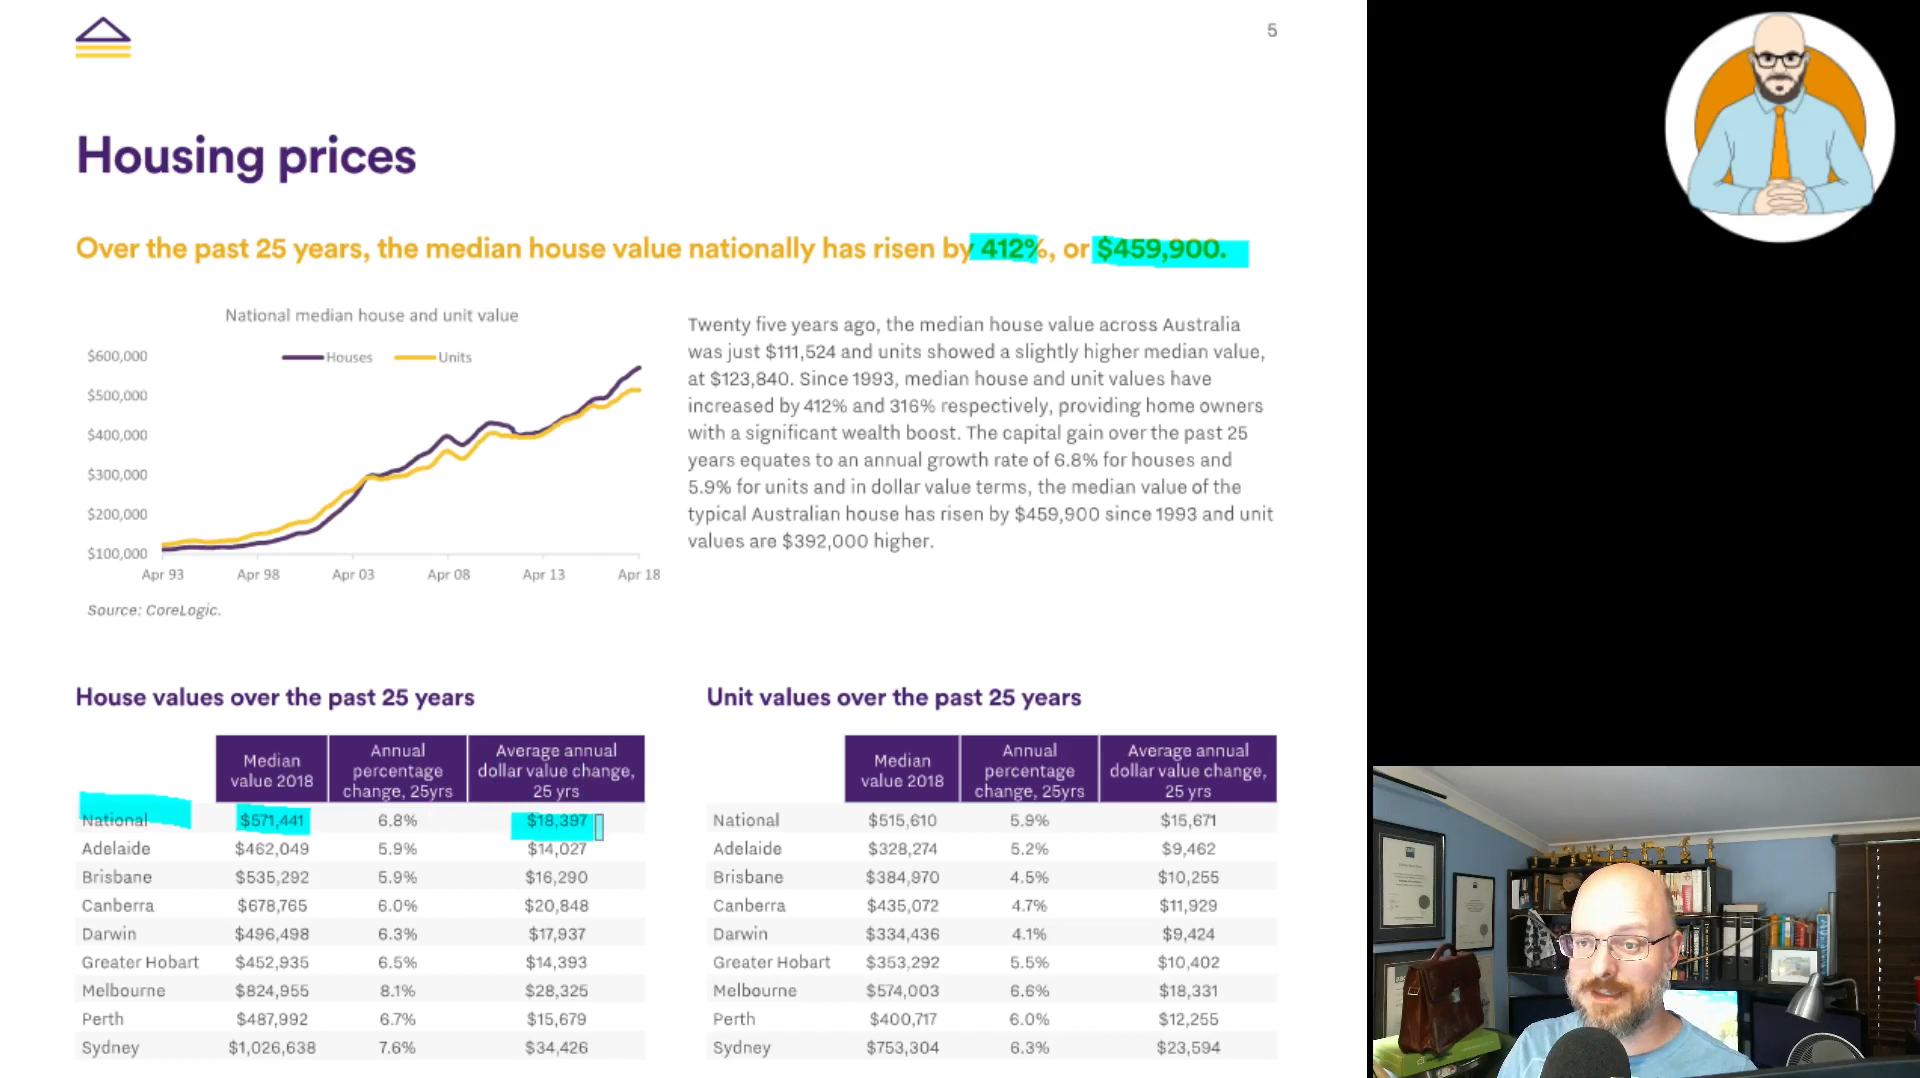 5
Housing prices
Over the past 25 years, the median house value nationally has risen by 412%, or $459,900.
National median house and unit value
Houses Units
$600,000
$500,000
$400,000
$300,000
$200,000
$100,000
Apr 93 Apr 98 Apr 03 Apr 08 Apr 13 Apr 18
Source: CoreLogic.
Twenty five years ago, the median house value across Australia
was just $111,524 and units showed a slightly higher median value,
at $123,840. Since 1993, median house and unit values have
increased by 412% and 316% respectively, providing home owners
with a significant wealth boost. The capital gain over the past 25
years equates to an annual growth rate of 6.8% for houses and
5.9% for units and in dollar value terms, the median value of the
typical Australian house has risen by $459,900 since 1993 and unit
values are $392,000 higher.
House values over the past 25 years
Median value 2018 Annual percentage change, 25yrs Average annual dollar value change, 25 yrs
National $571,441 6.8% $18,397
Adelaide $462,049 5.9% $14,027
Brisbane $535,292 5.9% $16,290
Canberra $678,765 6.0% $20,848
Darwin $496,498 6.3% $17,937
Greater Hobart $452,935 6.5% $14,393
Melbourne $824,955 8.1% $28,325
Perth $487,992 6.7% $15,679
Sydney $1,026,638 7.6% $34,426
Unit values over the past 25 years
Median value 2018 Annual percentage change, 25yrs Average annual dollar value change, 25 yrs
National $515,610 5.9% $15,671
Adelaide $328,274 5.2% $9,462
Brisbane $384,970 4.5% $10,255
Canberra $435,072 4.7% $11,929
Darwin $334,436 4.1% $9,424
Greater Hobart $353,292 5.5% $10,402
Melbourne $574,003 6.6% $18,331
Perth $400,717 6.0% $12,255
Sydney $753,304 6.3% $23,594